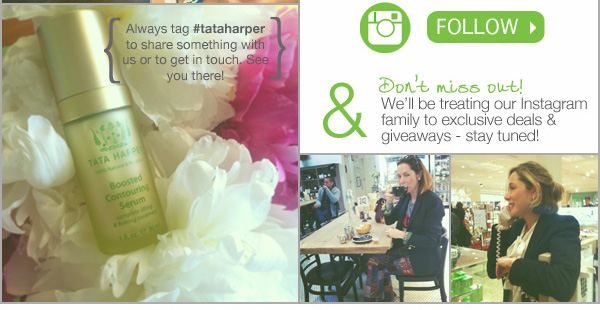 Always tag #tataharper
to share something with
us or to get in touch. See
you there!
TATA HARPER
Boosted
Contouring
Serum
FOLLOW
&
Don't miss out!
We'll be treating our Instagram
family to exclusive deals &
giveaways - stay tuned!